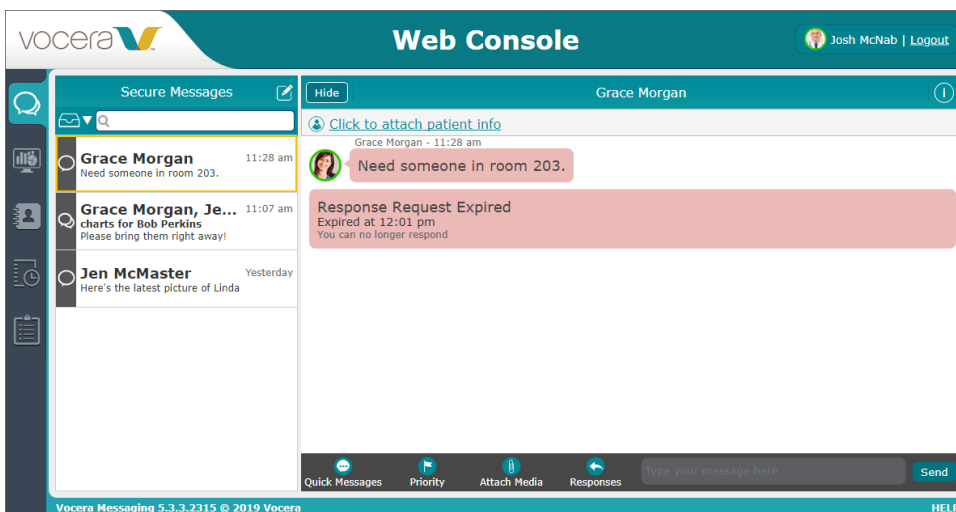 vocera
Web Console
Josh McNab | Logout
Secure Messages
Hide
Grace Morgan
Click to attach patient info
Grace Morgan
11:28 am
Need someone in room 203.
Grace Morgan, Je...
11:07 am
charts for Bob Perkins
Please bring them right away!
Jen McMaster
Yesterday
Here's the latest picture of Linda
Grace Morgan - 11:28 am
Need someone in room 203.
Response Request Expired
Expired at 12:01 pm
You can no longer respond
Quick Messages
Priority
Attach Media
Responses
Type your message here
Send
Vocera Messaging 5.3.3.2315 © 2019 Vocera
HELP